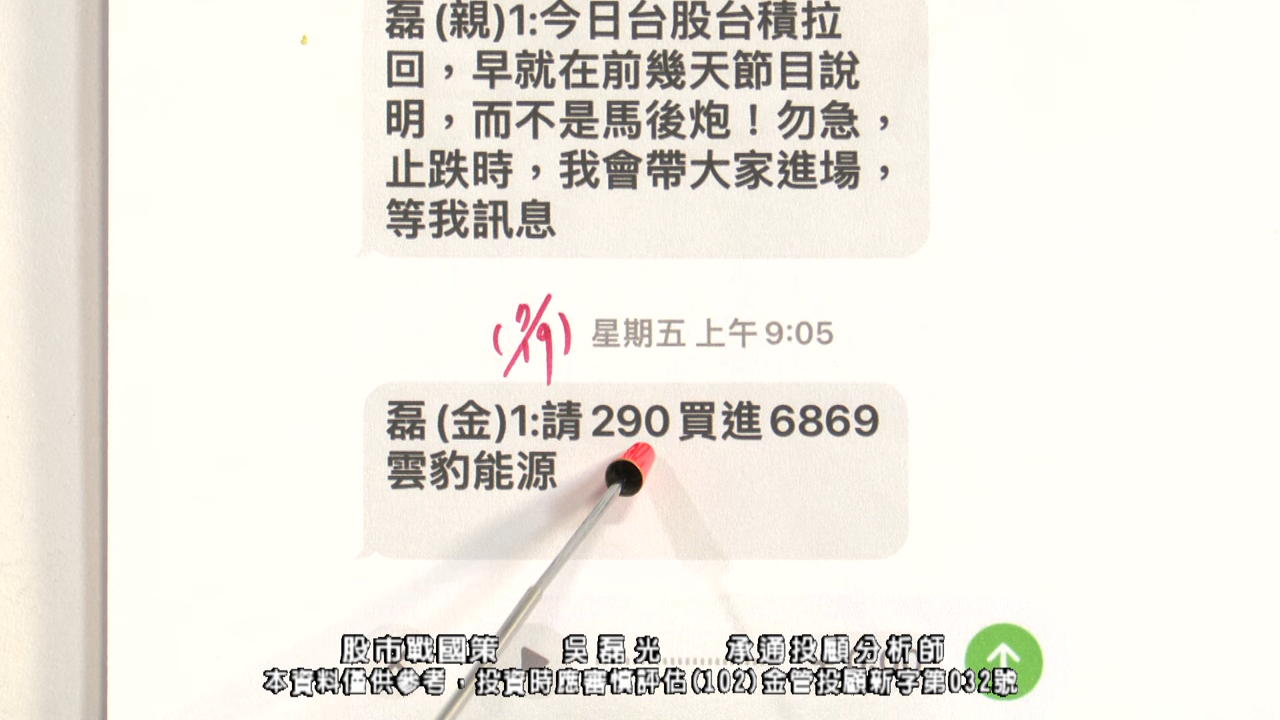 磊(親)1:今日台股台積拉
回，早就在前幾天節目說
明，而不是馬後炮！勿急，
止跌時，我會帶大家進場，
等我訊息
星期五 上午9:05
磊(金)1:請290買進6869
雲豹能源
股市戰國策 吳磊光 承通投顧分析師
本資料僅供參考，投資時應審慎評估(102)金管投顧新字第032號